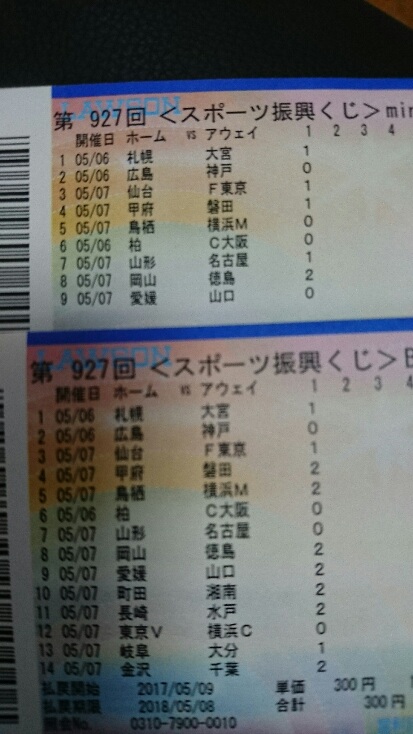 LAWSON
第 927回 <スポーツ振興くじ>min
開催日 ホーム vs アウェイ 1 2 3 4
1 05/06 札幌 大宮 1
2 05/06 広島 神戸 0
3 05/07 仙台 F東京 1
4 05/07 甲府 磐田 1
5 05/07 鳥栖 横浜M 0
6 05/06 柏 C大阪 0
7 05/07 山形 名古屋 1
8 05/07 岡山 徳島 2
9 05/07 愛媛 山口 0
LAWSON
第 927回 <スポーツ振興くじ>B
開催日 ホーム vs アウェイ 1 2 3 4
1 05/06 札幌 大宮 1
2 05/06 広島 神戸 0
3 05/07 仙台 F東京 1
4 05/07 甲府 磐田 2
5 05/07 鳥栖 横浜M 2
6 05/06 柏 C大阪 0
7 05/07 山形 名古屋 0
8 05/07 岡山 徳島 2
9 05/07 愛媛 山口 2
10 05/07 町田 湘南 2
11 05/07 長崎 水戸 2
12 05/07 東京V 横浜C 0
13 05/07 岐阜 大分 1
14 05/07 金沢 千葉 2
払戻開始 2017/05/09 単価 300円
払戻期限 2018/05/08 合計 300円
照会No. 0310-7900-0010